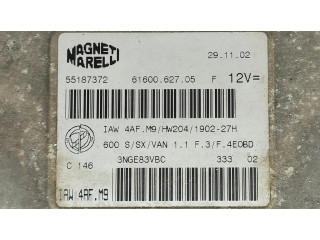 MAGNETI MARELLI
29.11.02
55187372 61600.627.05 F 12V=
IAW 4AF.M9/HW204/1902-27H
600 S/SX/VAN 1.1 F.3/F.4EOBD
C 146 3NGE83VBC 333 02
IAW 4AF.M9